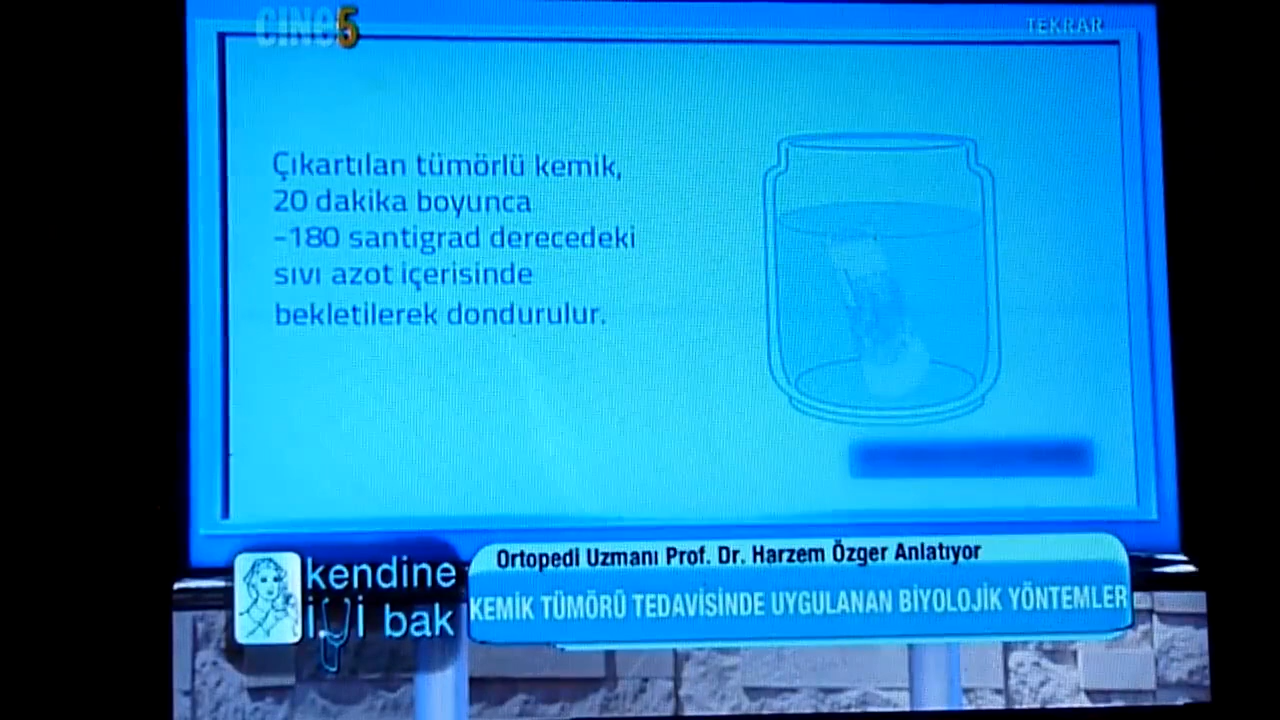 CINE5
TEKRAR
Çıkartılan tümörlü kemik,
20 dakika boyunca
-180 santigrad derecedeki
sıvı azot içerisinde
bekletilerek dondurulur.
kendine
iyi bak
Ortopedi Uzmanı Prof. Dr. Harzem Özger Anlatıyor
KEMİK TÜMÖRÜ TEDAVİSİNDE UYGULANAN BİYOLOJİK YÖNTEMLER